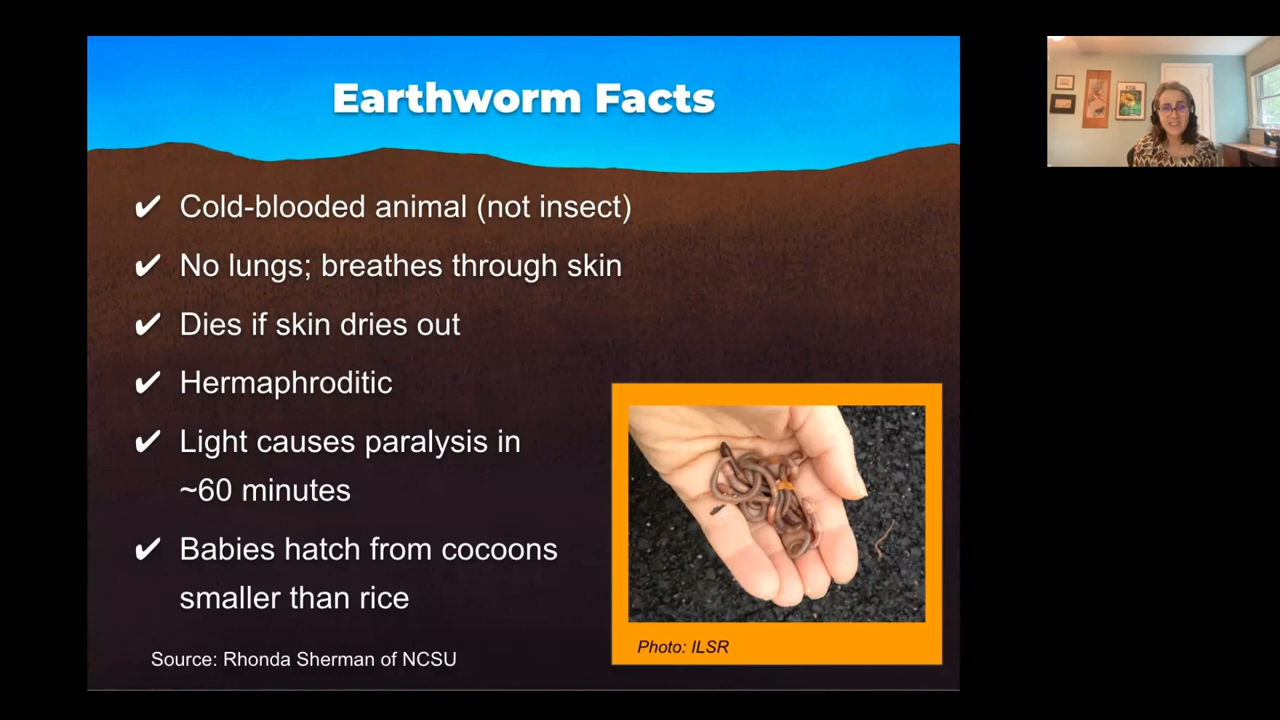 Earthworm Facts
✔ Cold-blooded animal (not insect)
✔ No lungs; breathes through skin
✔ Dies if skin dries out
✔ Hermaphroditic
✔ Light causes paralysis in
~60 minutes
✔ Babies hatch from cocoons
smaller than rice
Source: Rhonda Sherman of NCSU
Photo: ILSR